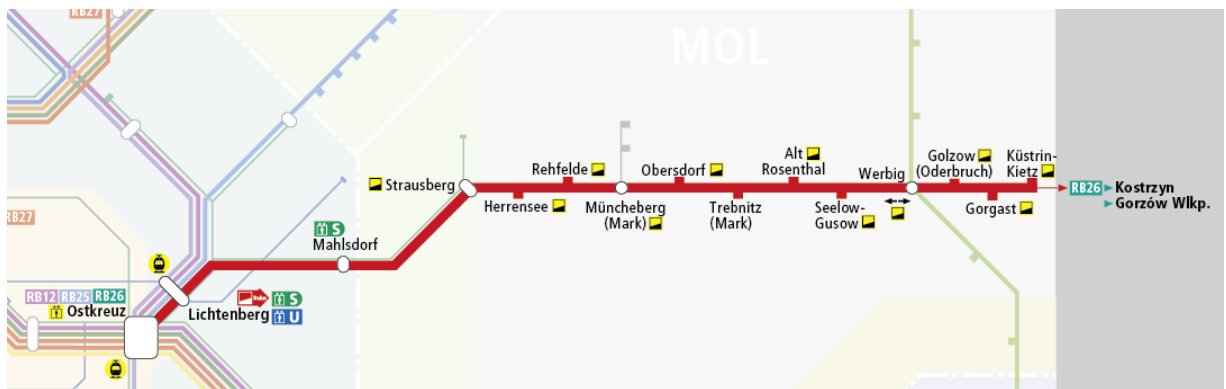 RB27
MOL
Rehfelde
Obersdorf
Alt
Rosenthal
Werbig
Golzow
(Oderbruch)
Küstrin-
Kietz
Strausberg
RB26
Kostrzyn
Gorzów Wlkp.
Herrensee
Müncheberg
(Mark)
Trebnitz
(Mark)
Seelow-
Gusow
Gorgast
RB27
S
Mahlsdorf
RB12 RB25 RB26
Ostkreuz
Lichtenberg
Bahn
S
U